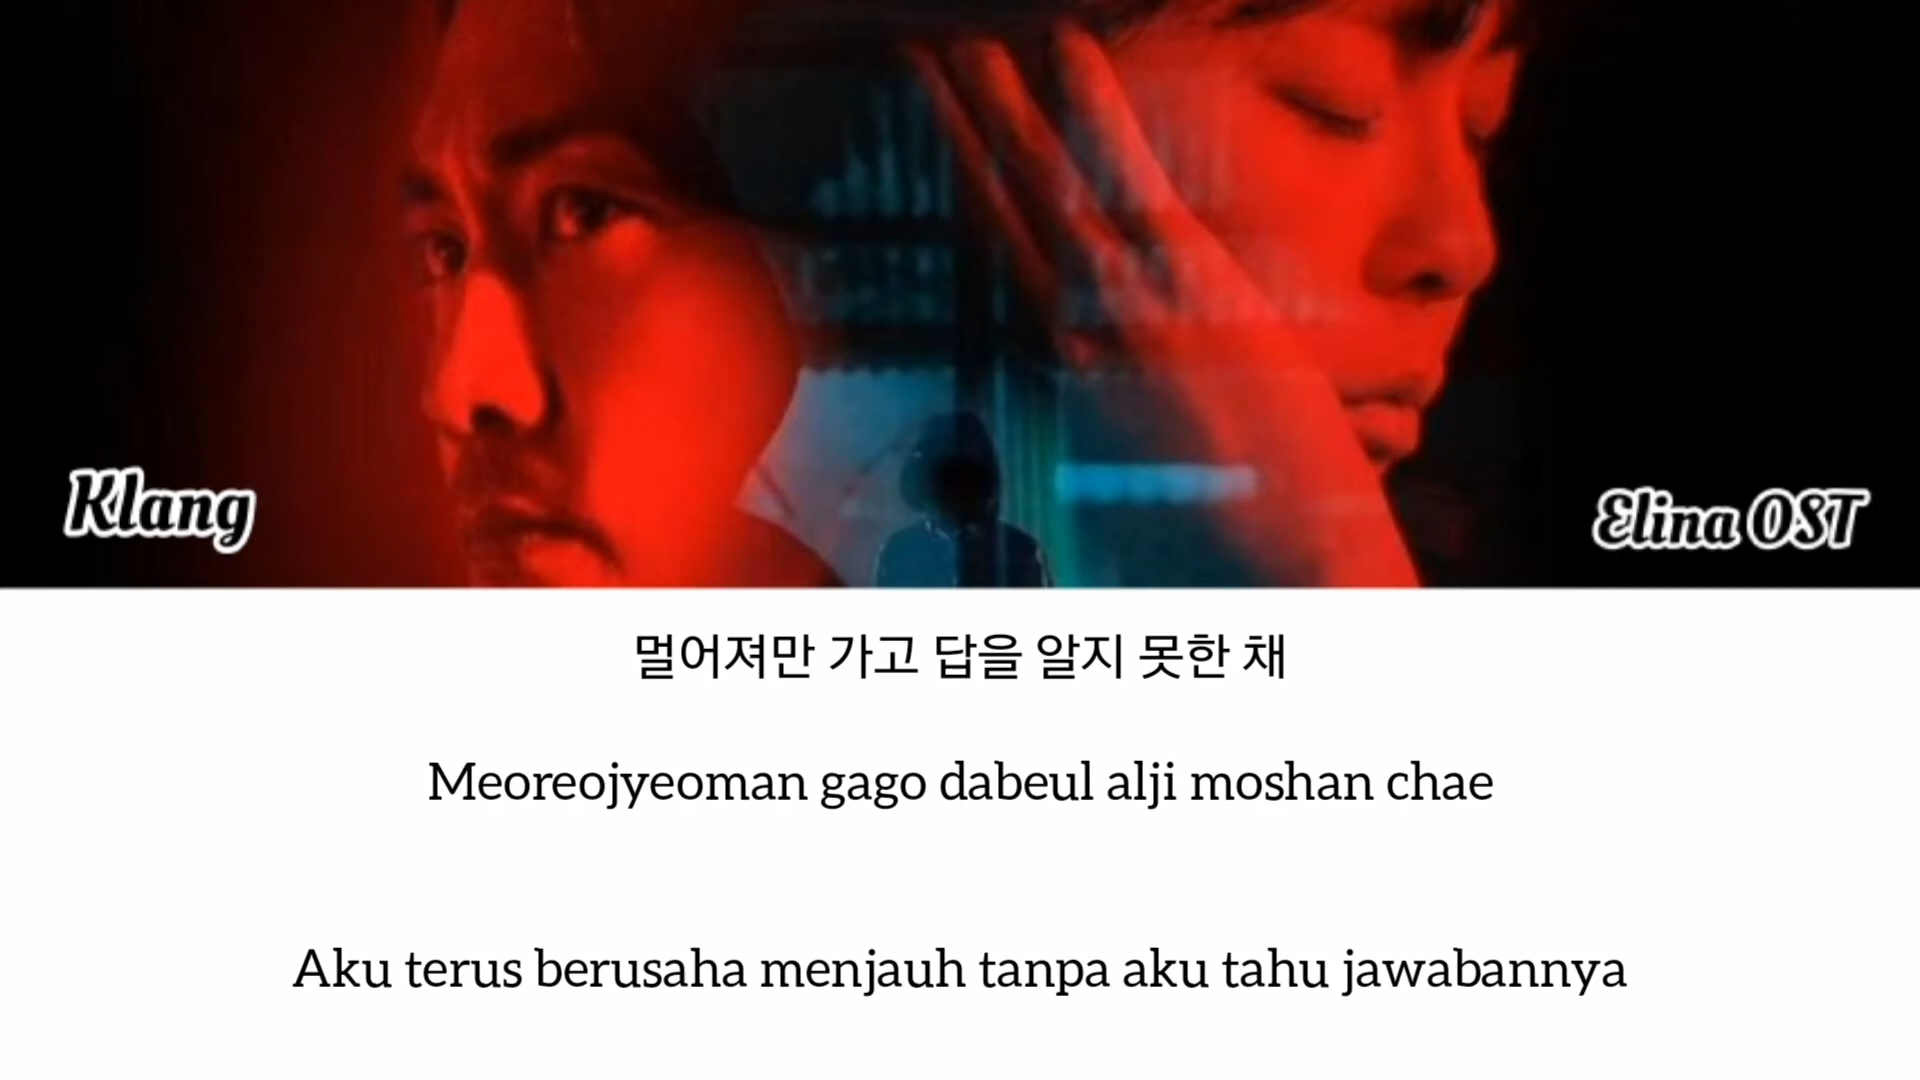 Klang
Elina OST
멀어져만 가고 답을 알지 못한 채
Meoreojyeoman gago dabeul alji moshan chae
Aku terus berusaha menjauh tanpa aku tahu jawabannya